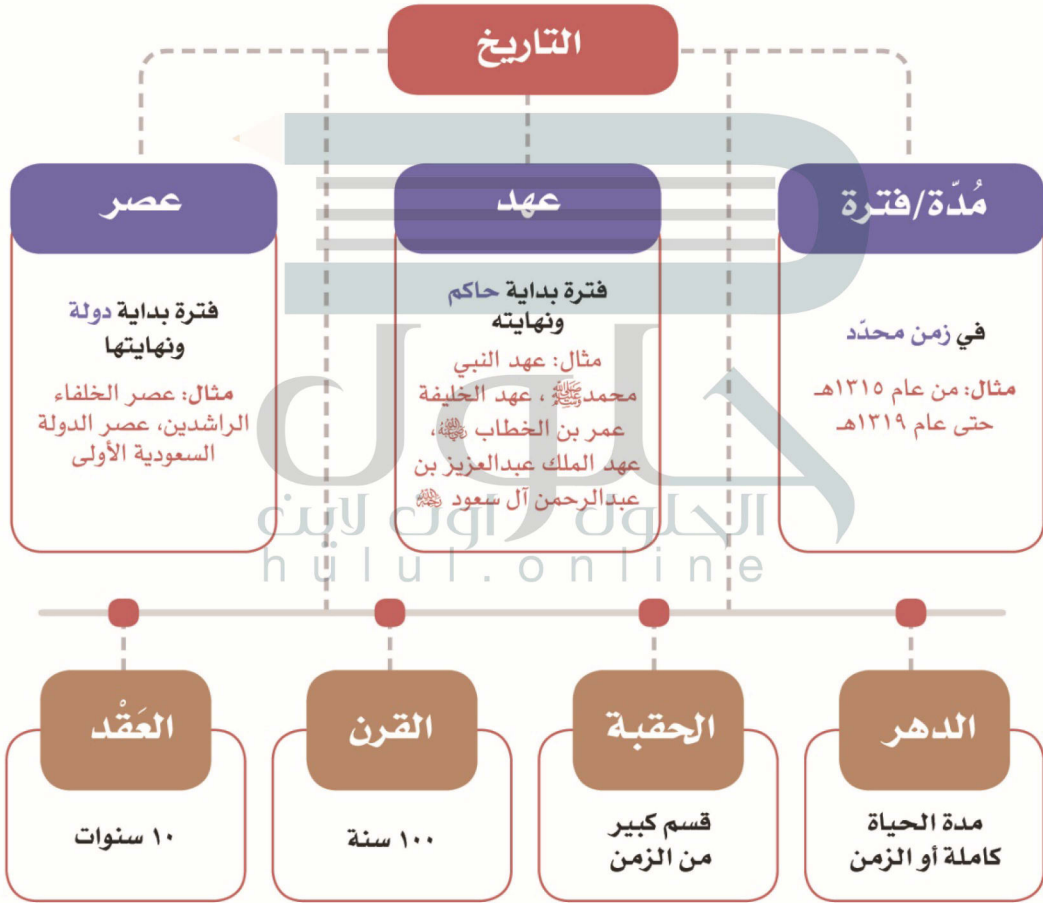 التاريخ
مُدّة/فترة
في زمن محدّد
مثال: من عام ١٣١٥هـ
حتى عام ١٣١٩هـ
عهد
فترة بداية حاكم
ونهايته
مثال: عهد النبي
محمد ﷺ، عهد الخليفة
عمر بن الخطاب ؓ،
عهد الملك عبدالعزيز بن
عبدالرحمن آل سعود
عصر
فترة بداية دولة
ونهايتها
مثال: عصر الخلفاء
الراشدين، عصر الدولة
السعودية الأولى
حلول
الحلول اون لاين
hülul.online
الدهر
مدة الحياة
كاملة أو الزمن
الحقبة
قسم كبير
من الزمن
القرن
١٠٠ سنة
العَقْد
١٠ سنوات